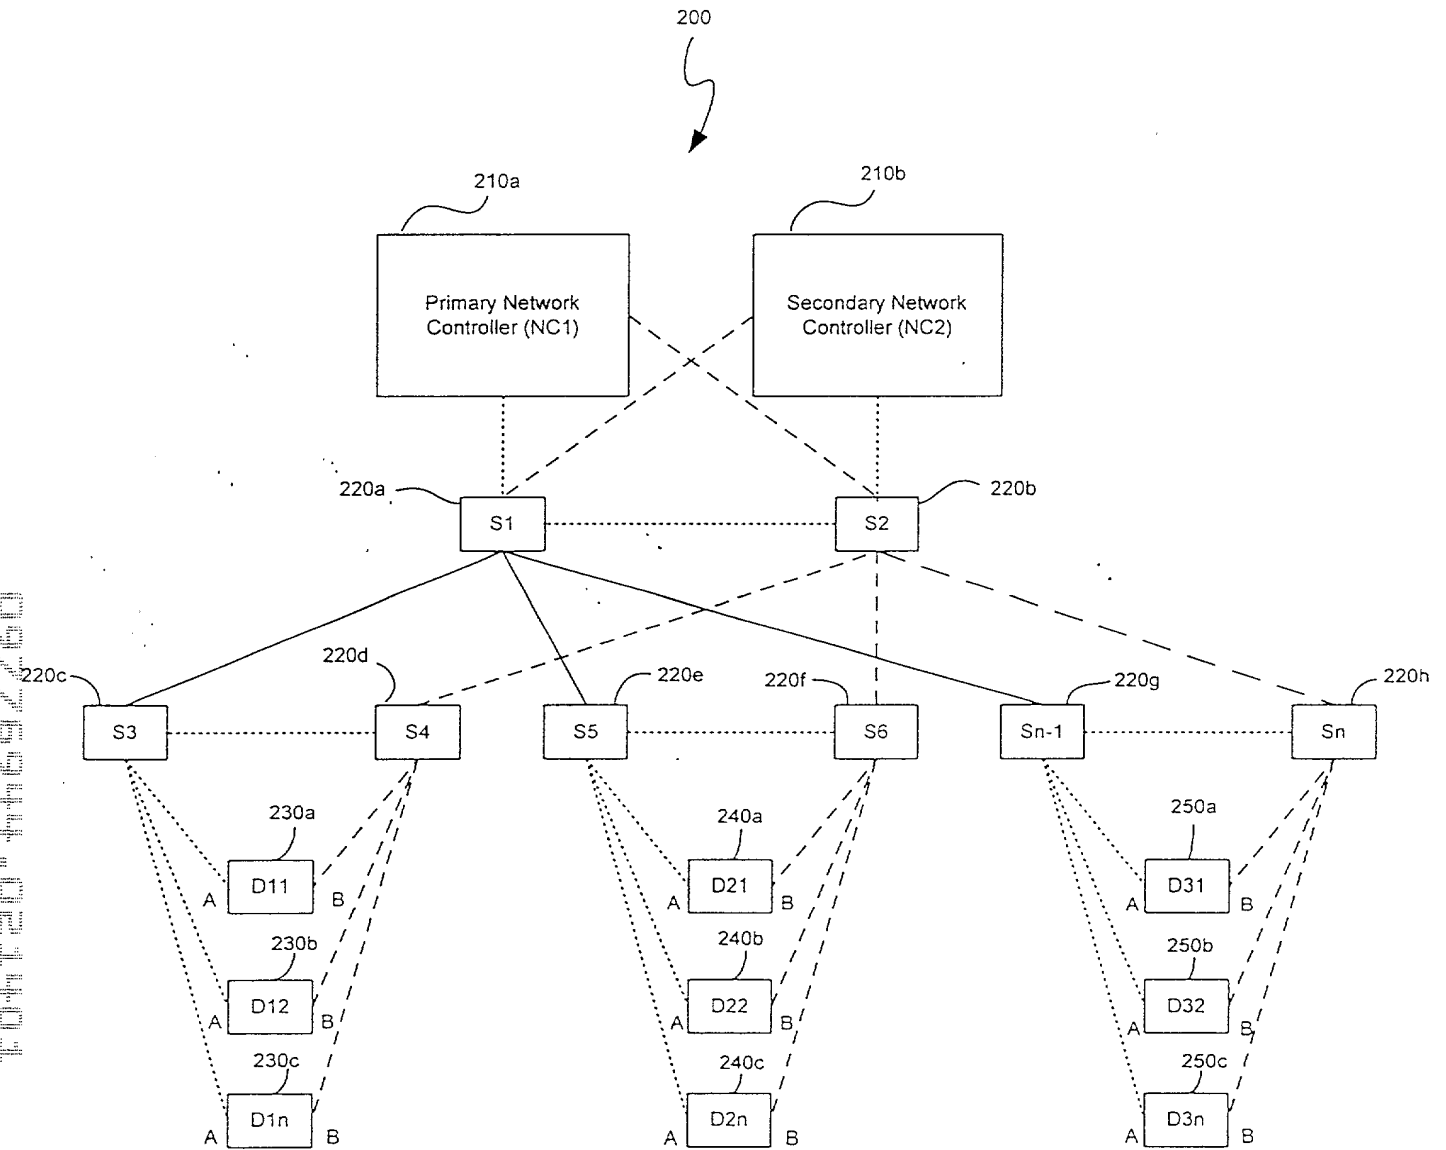 200
210a
210b
Primary Network
Controller (NC1)
Secondary Network
Controller (NC2)
220a
S1
S2
220b
220c
220d
220e
220f
220g
220h
S3
S4
S5
S6
Sn-1
Sn
230a
240a
250a
A
D11
B
A
D21
B
A
D31
B
230b
240b
250b
A
D12
B
A
D22
B
A
D32
B
230c
240c
250c
A
D1n
B
A
D2n
B
A
D3n
B